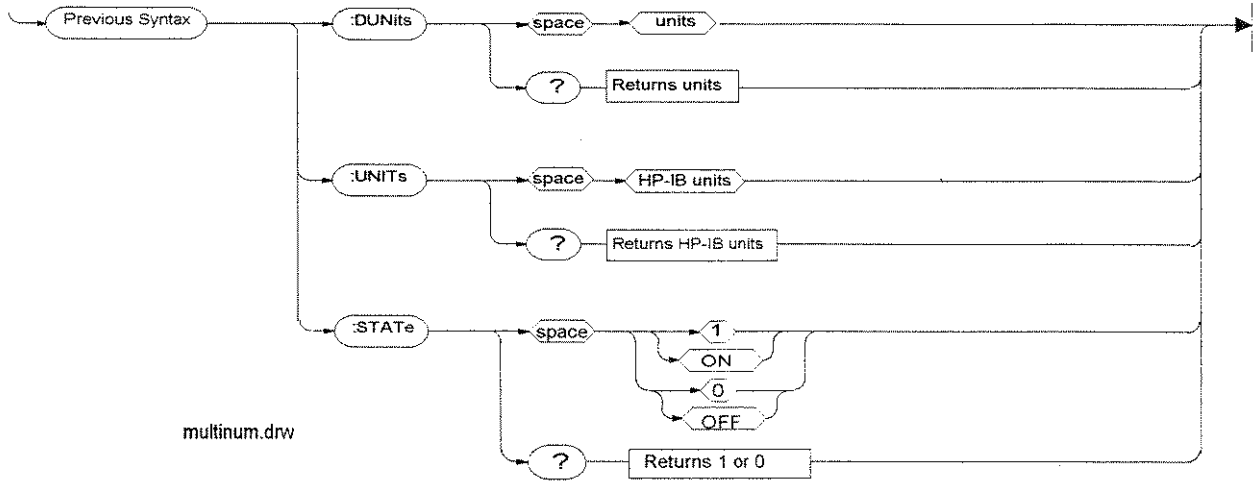 Previous Syntax :DUNits space units
? Returns units
:UNITs space HP-IB units
? Returns HP-IB units
:STATe space 1
ON
0
OFF
multinum.drw
? Returns 1 or 0